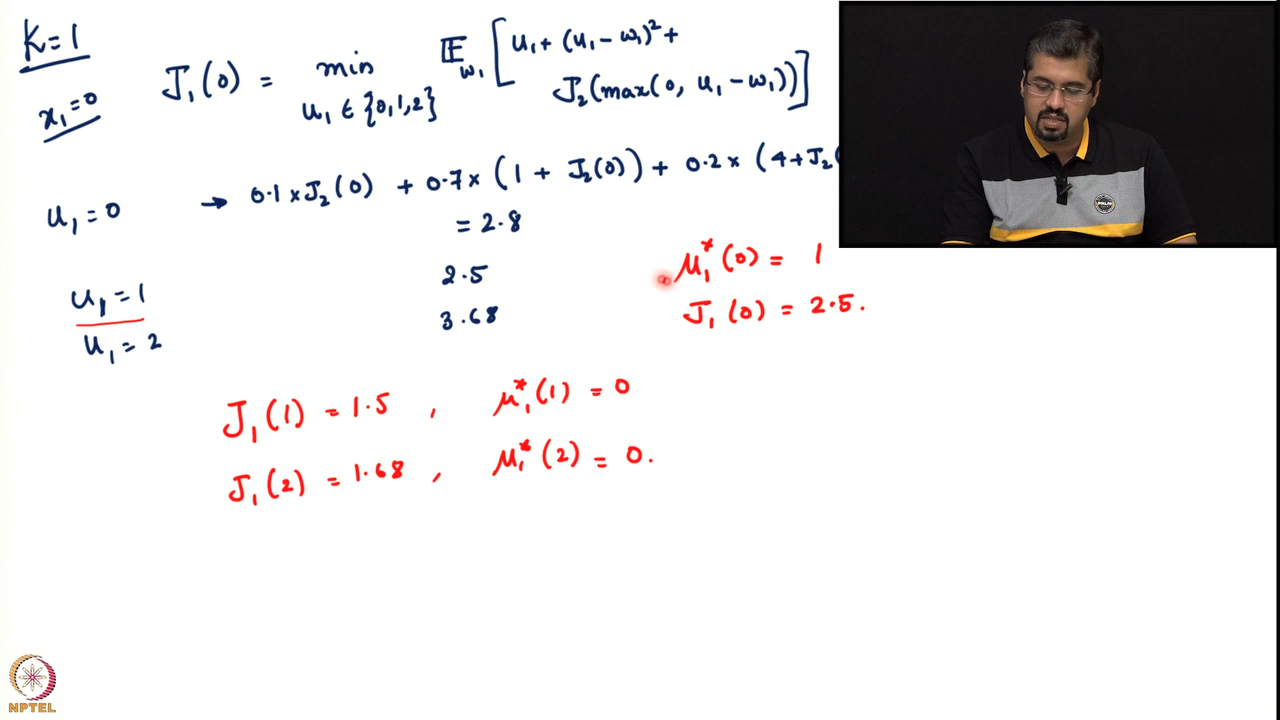 K=1
x₁=0
J₁(0) = min u₁ ∈ {0,1,2} 𝔼_w₁ [ u₁ + (u₁ - w₁)² +
J₂(max(0, u₁ - w₁)) ]
u₁ = 0 → 0.1 × J₂(0) + 0.7 × (1 + J₂(0)) + 0.2 × (4 + J₂(
= 2.8
u₁ = 1 2.5
u₁ = 2 3.68
μ₁*(0) = 1
J₁(0) = 2.5.
J₁(1) = 1.5 , μ₁*(1) = 0
J₁(2) = 1.68 , μ₁*(2) = 0.
NPTEL